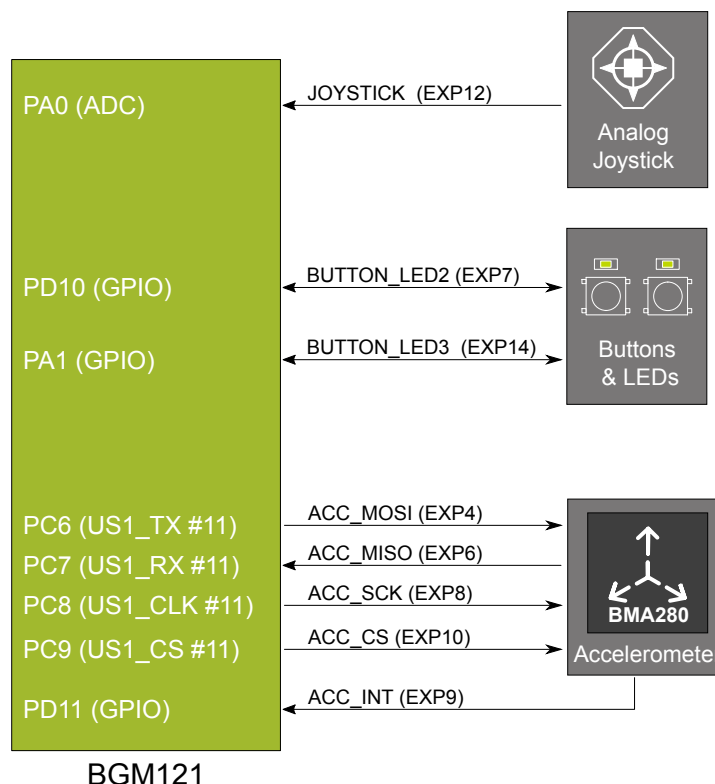 PA0 (ADC)
JOYSTICK (EXP12)
Analog
Joystick
PD10 (GPIO)
BUTTON_LED2 (EXP7)
PA1 (GPIO)
BUTTON_LED3 (EXP14)
Buttons
& LEDs
PC6 (US1_TX #11)
ACC_MOSI (EXP4)
PC7 (US1_RX #11)
ACC_MISO (EXP6)
PC8 (US1_CLK #11)
ACC_SCK (EXP8)
PC9 (US1_CS #11)
ACC_CS (EXP10)
BMA280
Acceleromete
PD11 (GPIO)
ACC_INT (EXP9)
BGM121